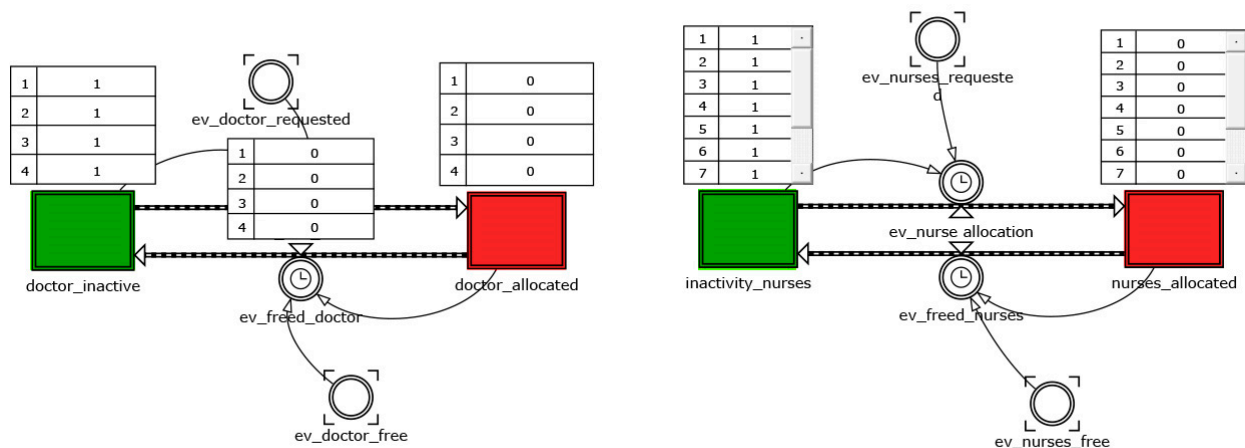 1 1
2 1
3 1
4 1
ev_doctor_requested
1 0
2 0
3 0
4 0
1 0
2 0
3 0
4 0
doctor_inactive
doctor_allocated
ev_freed_doctor
ev_doctor_free
1 1
2 1
3 1
4 1
5 1
6 1
7 1
ev_nurses_requeste
d
1 0
2 0
3 0
4 0
5 0
6 0
7 0
ev_nurse allocation
inactivity_nurses
nurses_allocated
ev_freed_nurses
ev_nurses_free